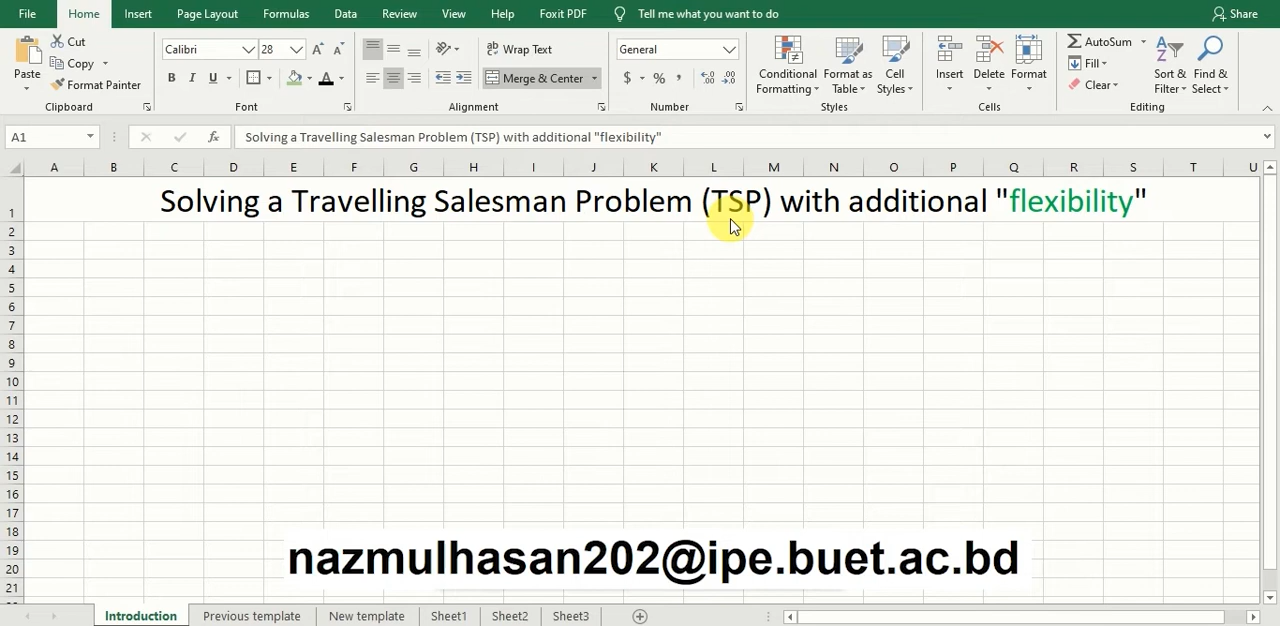 File Home Insert Page Layout Formulas Data Review View Help Foxit PDF Tell me what you want to do Share
Paste Cut Copy Format Painter
Calibri 28 A A
B I U A
Wrap Text
Merge & Center
General
$ % ,
Conditional Formatting Format as Table Cell Styles
Insert Delete Format
AutoSum Fill Clear
Sort & Filter Find & Select
Clipboard Font Alignment Number Styles Cells Editing
A1 fx Solving a Travelling Salesman Problem (TSP) with additional "flexibility"
A B C D E F G H I J K L M N O P Q R S T U
1 Solving a Travelling Salesman Problem (TSP) with additional "flexibility"
2
3
4
5
6
7
8
9
10
11
12
13
14
15
16
17
18
19
20
21
nazmulhasan202@ipe.buet.ac.bd
Introduction Previous template New template Sheet1 Sheet2 Sheet3